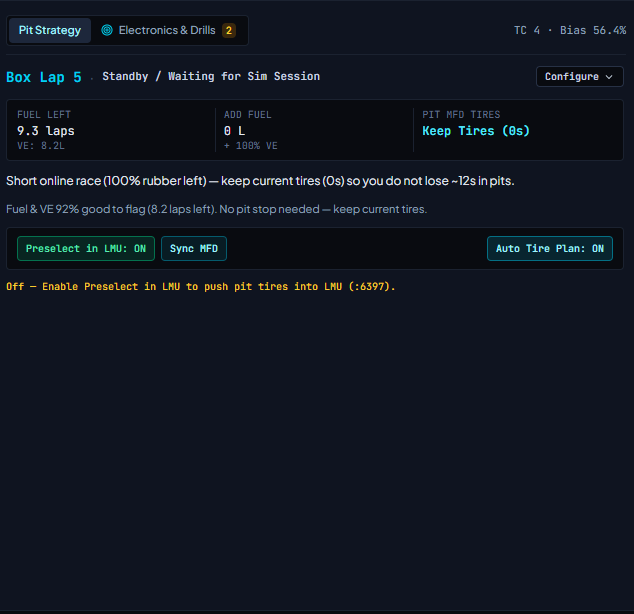 Pit Strategy
Electronics & Drills 2
TC 4 · Bias 56.4%
Box Lap 5 · Standby / Waiting for Sim Session
Configure
FUEL LEFT
9.3 laps
VE: 8.2L
ADD FUEL
0 L
+ 100% VE
PIT MFD TIRES
Keep Tires (0s)
Short online race (100% rubber left) — keep current tires (0s) so you do not lose ~12s in pits.
Fuel & VE 92% good to flag (8.2 laps left). No pit stop needed — keep current tires.
Preselect in LMU: ON
Sync MFD
Auto Tire Plan: ON
Off — Enable Preselect in LMU to push pit tires into LMU (:6397).